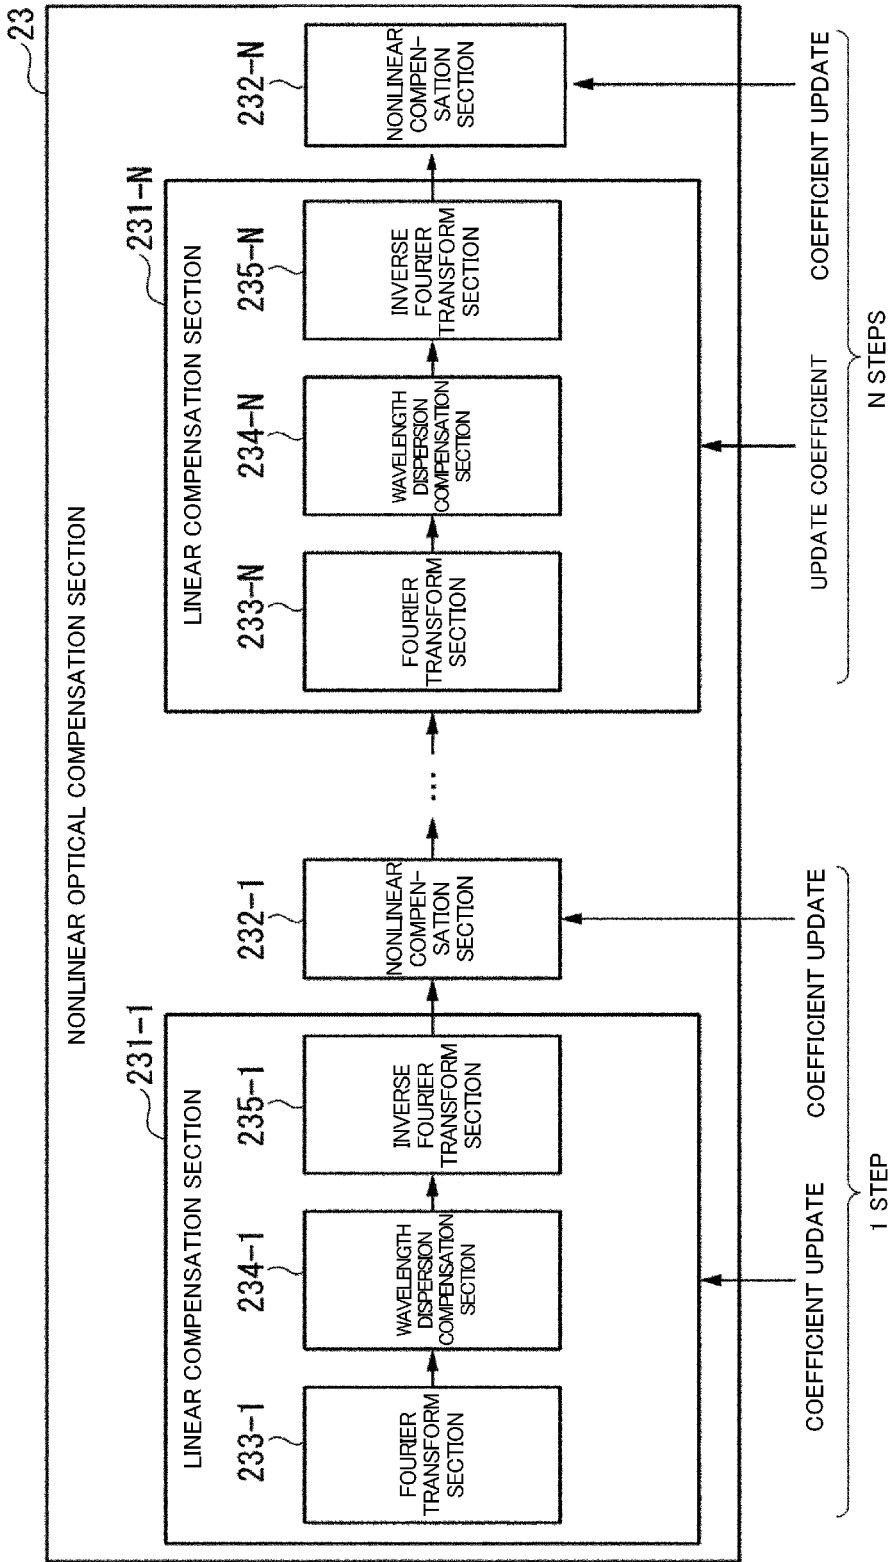 23
NONLINEAR OPTICAL COMPENSATION SECTION
231-1
LINEAR COMPENSATION SECTION
233-1
FOURIER
TRANSFORM
SECTION
234-1
WAVELENGTH
DISPERSION
COMPENSATION
SECTION
235-1
INVERSE
FOURIER
TRANSFORM
SECTION
232-1
NONLINEAR
COMPEN-
SATION
SECTION
...
231-N
LINEAR COMPENSATION SECTION
233-N
FOURIER
TRANSFORM
SECTION
234-N
WAVELENGTH
DISPERSION
COMPENSATION
SECTION
235-N
INVERSE
FOURIER
TRANSFORM
SECTION
232-N
NONLINEAR
COMPEN-
SATION
SECTION
COEFFICIENT UPDATE
COEFFICIENT UPDATE
UPDATE COEFFICIENT
COEFFICIENT UPDATE
1 STEP
N STEPS